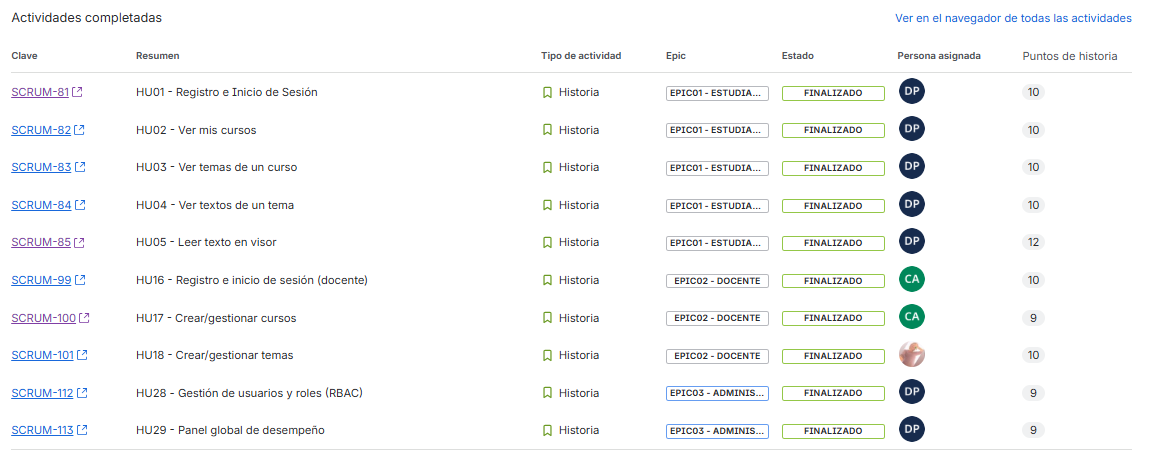 Actividades completadas Ver en el navegador de todas las actividades
Clave Resumen Tipo de actividad Epic Estado Persona asignada Puntos de historia
SCRUM-81 HU01 - Registro e Inicio de Sesión Historia EPIC01 - ESTUDIA... FINALIZADO DP 10
SCRUM-82 HU02 - Ver mis cursos Historia EPIC01 - ESTUDIA... FINALIZADO DP 10
SCRUM-83 HU03 - Ver temas de un curso Historia EPIC01 - ESTUDIA... FINALIZADO DP 10
SCRUM-84 HU04 - Ver textos de un tema Historia EPIC01 - ESTUDIA... FINALIZADO DP 10
SCRUM-85 HU05 - Leer texto en visor Historia EPIC01 - ESTUDIA... FINALIZADO DP 12
SCRUM-99 HU16 - Registro e inicio de sesión (docente) Historia EPIC02 - DOCENTE FINALIZADO CA 10
SCRUM-100 HU17 - Crear/gestionar cursos Historia EPIC02 - DOCENTE FINALIZADO CA 9
SCRUM-101 HU18 - Crear/gestionar temas Historia EPIC02 - DOCENTE FINALIZADO 10
SCRUM-112 HU28 - Gestión de usuarios y roles (RBAC) Historia EPIC03 - ADMINIS... FINALIZADO DP 9
SCRUM-113 HU29 - Panel global de desempeño Historia EPIC03 - ADMINIS... FINALIZADO DP 9